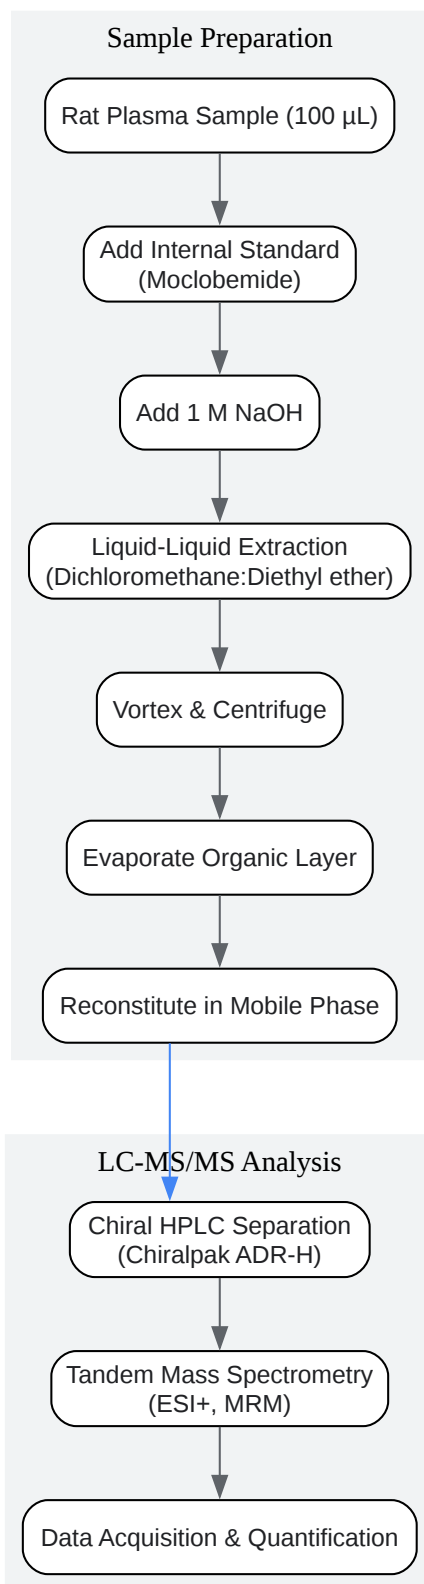 Sample Preparation
Rat Plasma Sample (100 µL)
Add Internal Standard
(Moclobemide)
Add 1 M NaOH
Liquid-Liquid Extraction
(Dichloromethane:Diethyl ether)
Vortex & Centrifuge
Evaporate Organic Layer
Reconstitute in Mobile Phase
LC-MS/MS Analysis
Chiral HPLC Separation
(Chiralpak ADR-H)
Tandem Mass Spectrometry
(ESI+, MRM)
Data Acquisition & Quantification